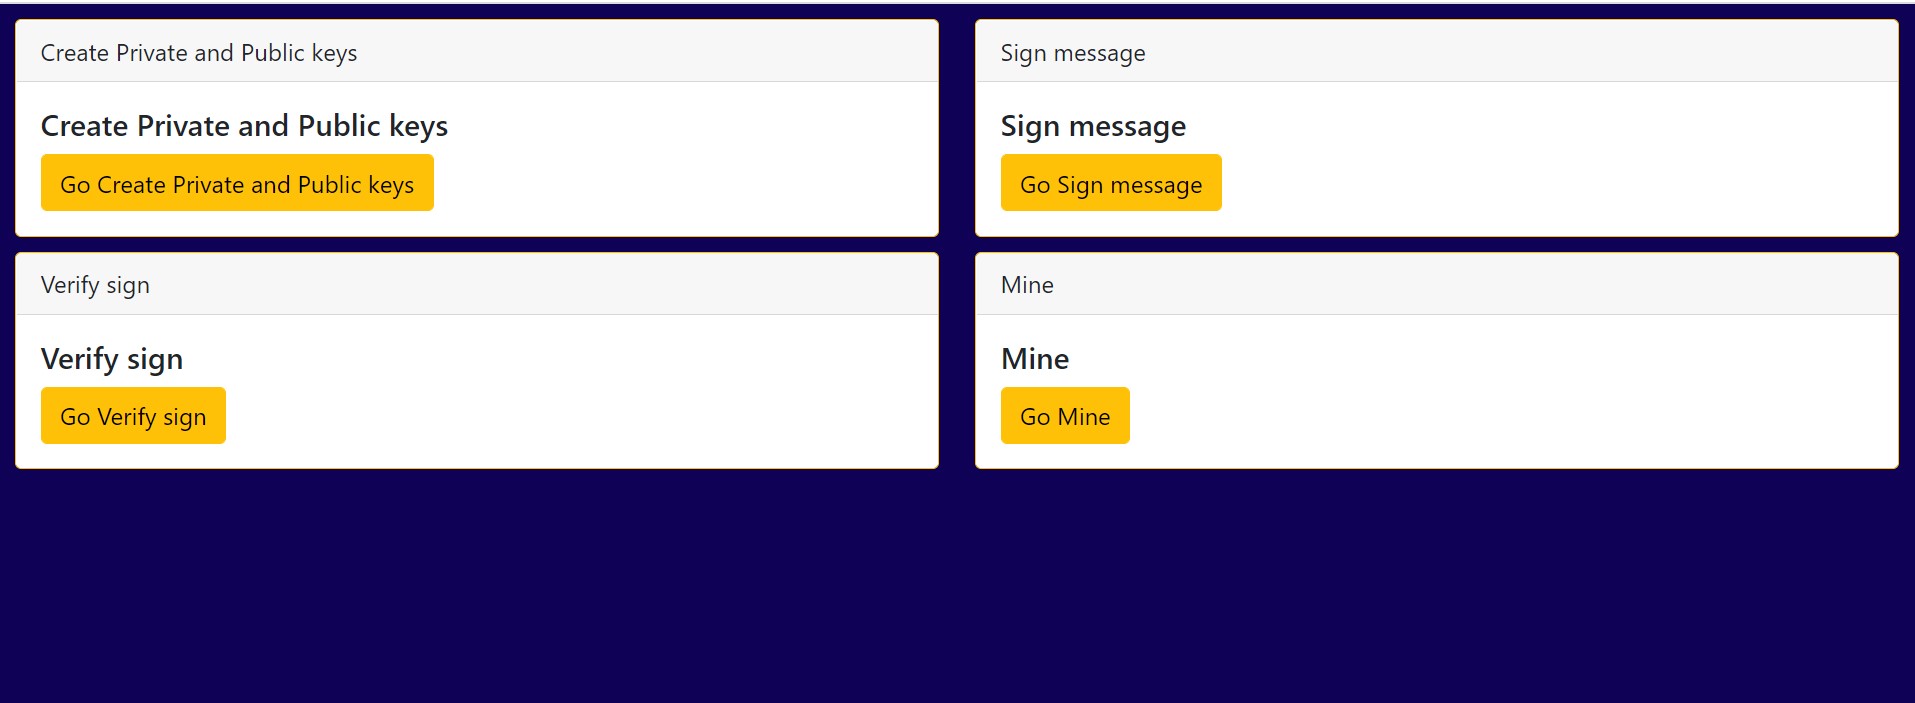 Create Private and Public keys
Create Private and Public keys
Go Create Private and Public keys
Sign message
Sign message
Go Sign message
Verify sign
Verify sign
Go Verify sign
Mine
Mine
Go Mine